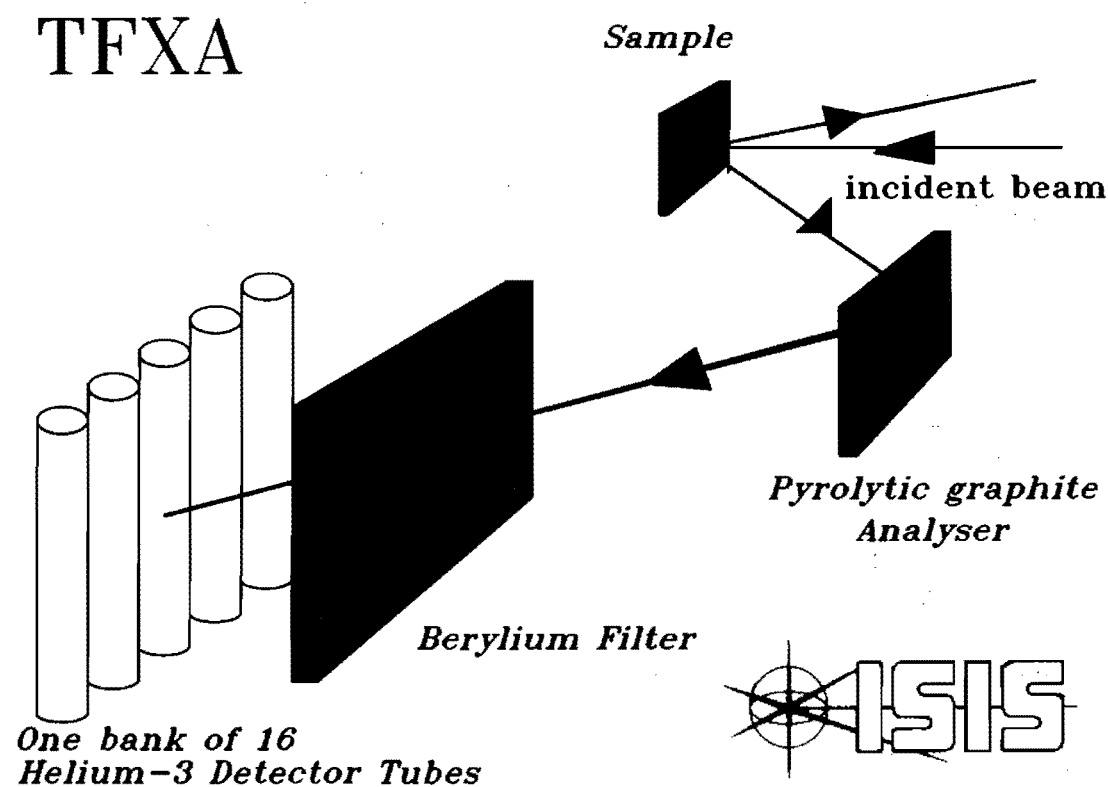 TFXA
Sample
incident beam
Pyrolytic graphite
Analyser
Berylium Filter
ISIS
One bank of 16
Helium-3 Detector Tubes